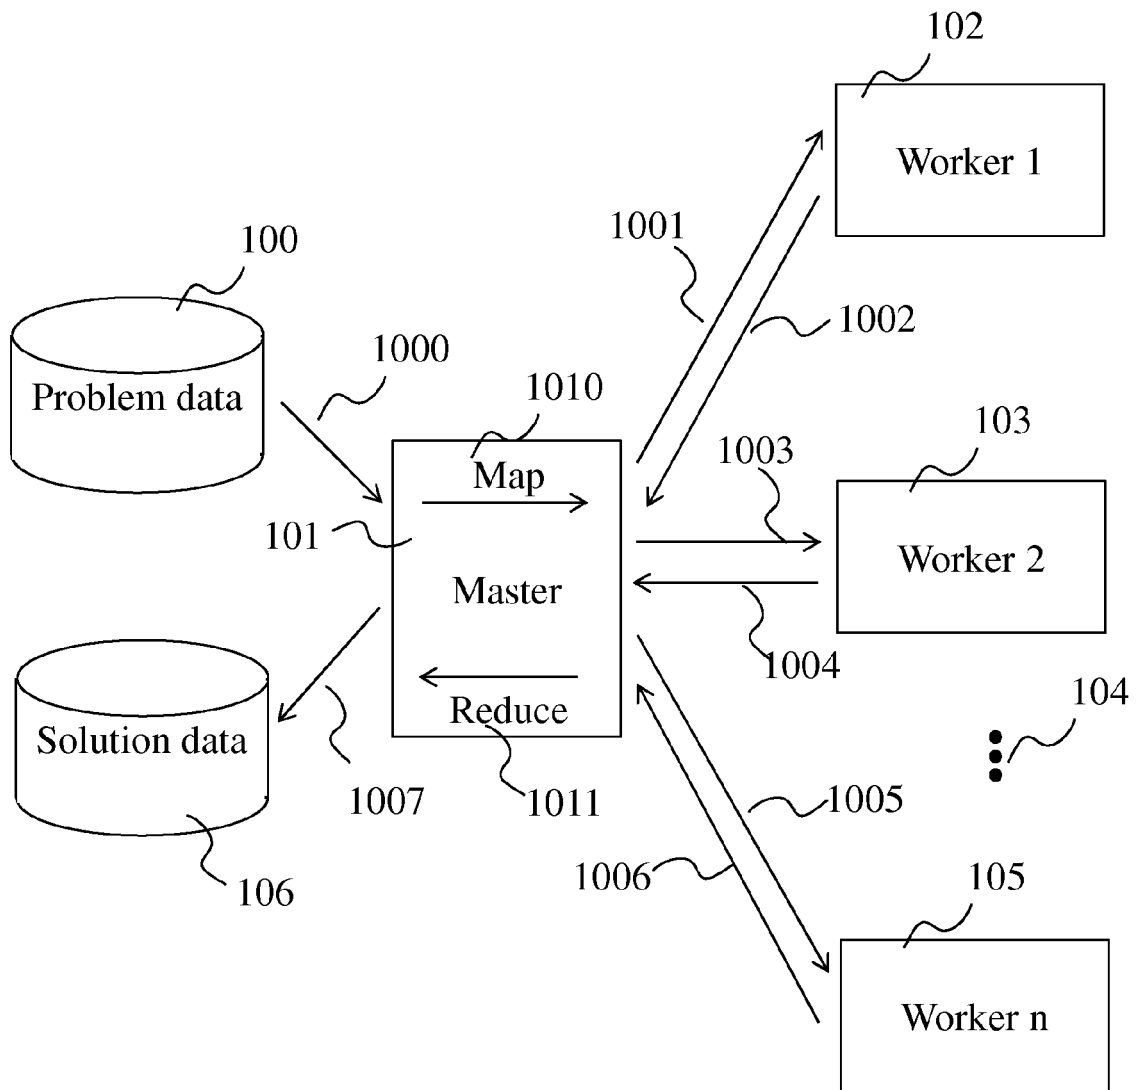 102
Worker 1
1001
100
1002
1000
Problem data
1010
103
Map
1003
101
Worker 2
Master
1004
104
Reduce
Solution data
1007
1011
1005
1006
106
105
Worker n